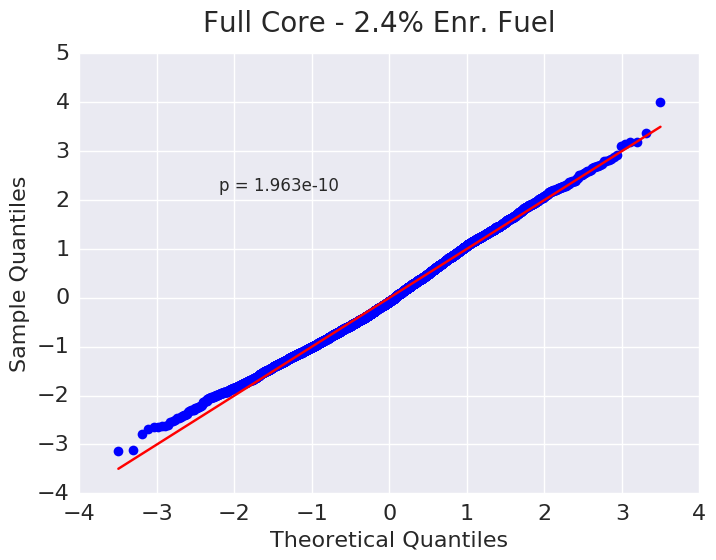 Full Core - 2.4% Enr. Fuel
5
4
3
p = 1.963e-10
2
1
0
−1
−2
−3
−4
Sample Quantiles
−4 −3 −2 −1 0 1 2 3 4
Theoretical Quantiles